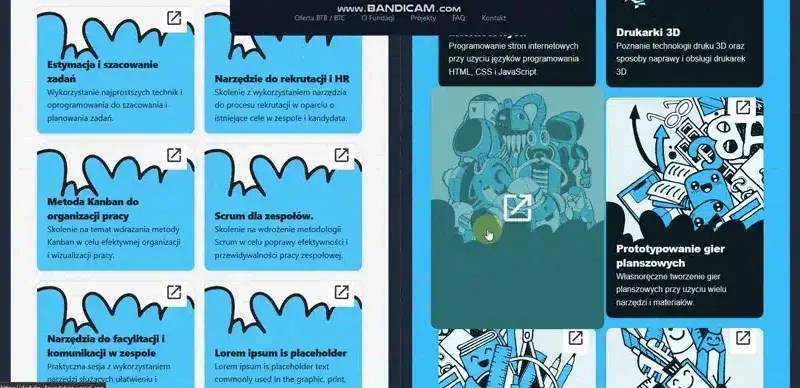 WWW.BANDICAM.COM
Oferta BTB / BTC O Fundagi Projekty FAQ Kontakt
Estymacja i szacowanie
zadań
Wykorzystanie najprostszych technik i
oprogramowania do szacowania i
planowania zadań.
Narzędzie do rekrutacji i HR
Skolenie z wykorzystaniem narzędzi
do procesu rekrutacji w oparciu o
istniejące cele w zespole i kandydata.
Metoda Kanban do
organizacji pracy
Skolenie na temat wdrażania metody
Kanban w celu efektywnej organizacji
i wizualizacji pracy.
Scrum dla zespołów.
Skolenie na wdrożenie metodologii
Scrum w celu poprawy efektywności i
przewidywalności pracy zespołowej.
Narzędzia do facylitacji i
komunikacji w zespole
Praktyczna sesja z wykorzystaniem
narzędzi służących ułatwieniu i
Lorem ipsum is placeholder
Lorem ipsum is placeholder text
commonly used in the graphic, print,
Programowanie stron internetowych
przy użyciu języków programowania
HTML, CSS i JavaScript.
Drukarki 3D
Poznanie technologii druku 3D oraz
sposoby naprawy i obsługi drukarek
3D.
Prototypowanie gier
planszowych
Własnoręczne tworzenie gier
planszowych przy użyciu wielu
narzędzi i materiałów.